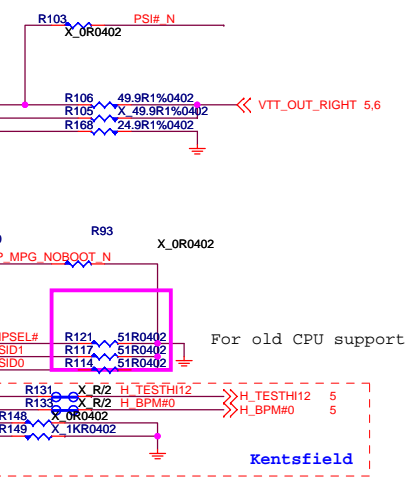 R103 PSI#_N
X_0R0402
R106 49.9R1%0402 VTT_OUT_RIGHT 5,6
R105 X_49.9R1%0402
R168 24.9R1%0402
R93 X_0R0402
P_MPG_NOBOOT_N
IPSEL# R121 51R0402 For old CPU support
SID1 R117 51R0402
SID0 R114 51R0402
R131 X_R/2 H_TESTHI12 H_TESTHI12 5
R133 X_R/2 H_BPM#0 H_BPM#0 5
R148 X_0R0402
R149 X_1KR0402
Kentsfield